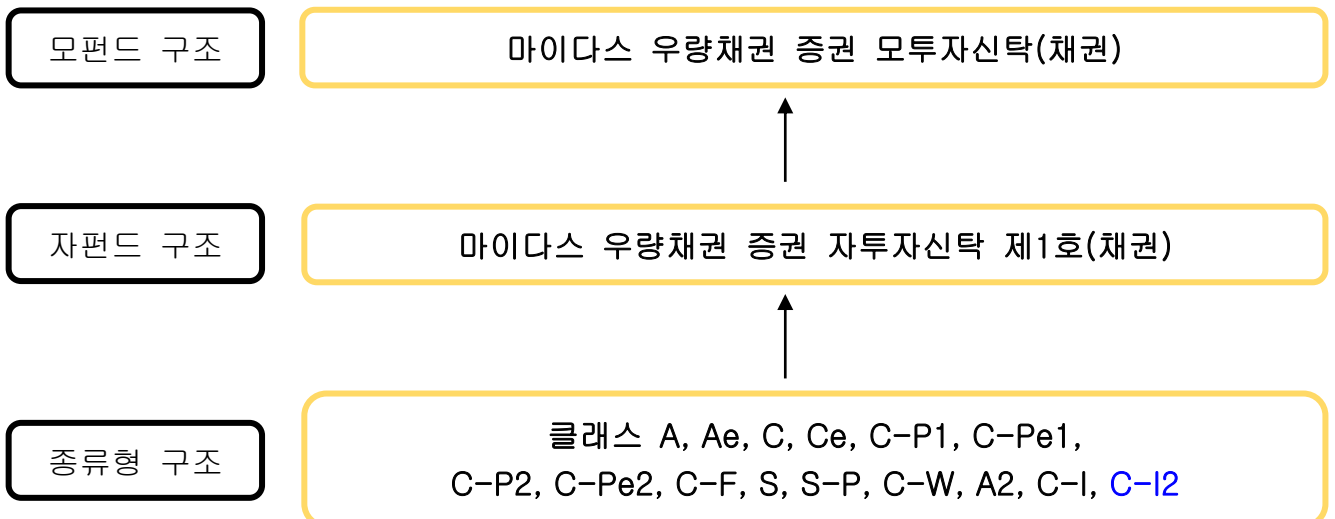 모펀드 구조
마이다스 우량채권 증권 모투자신탁(채권)
자펀드 구조
마이다스 우량채권 증권 자투자신탁 제1호(채권)
종류형 구조
클래스 A, Ae, C, Ce, C-P1, C-Pe1,
C-P2, C-Pe2, C-F, S, S-P, C-W, A2, C-I, C-I2